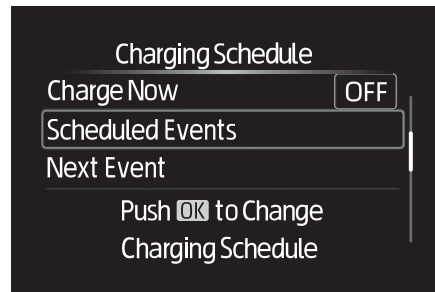 Charging Schedule
Charge Now OFF
Scheduled Events
Next Event
Push OK to Change
Charging Schedule